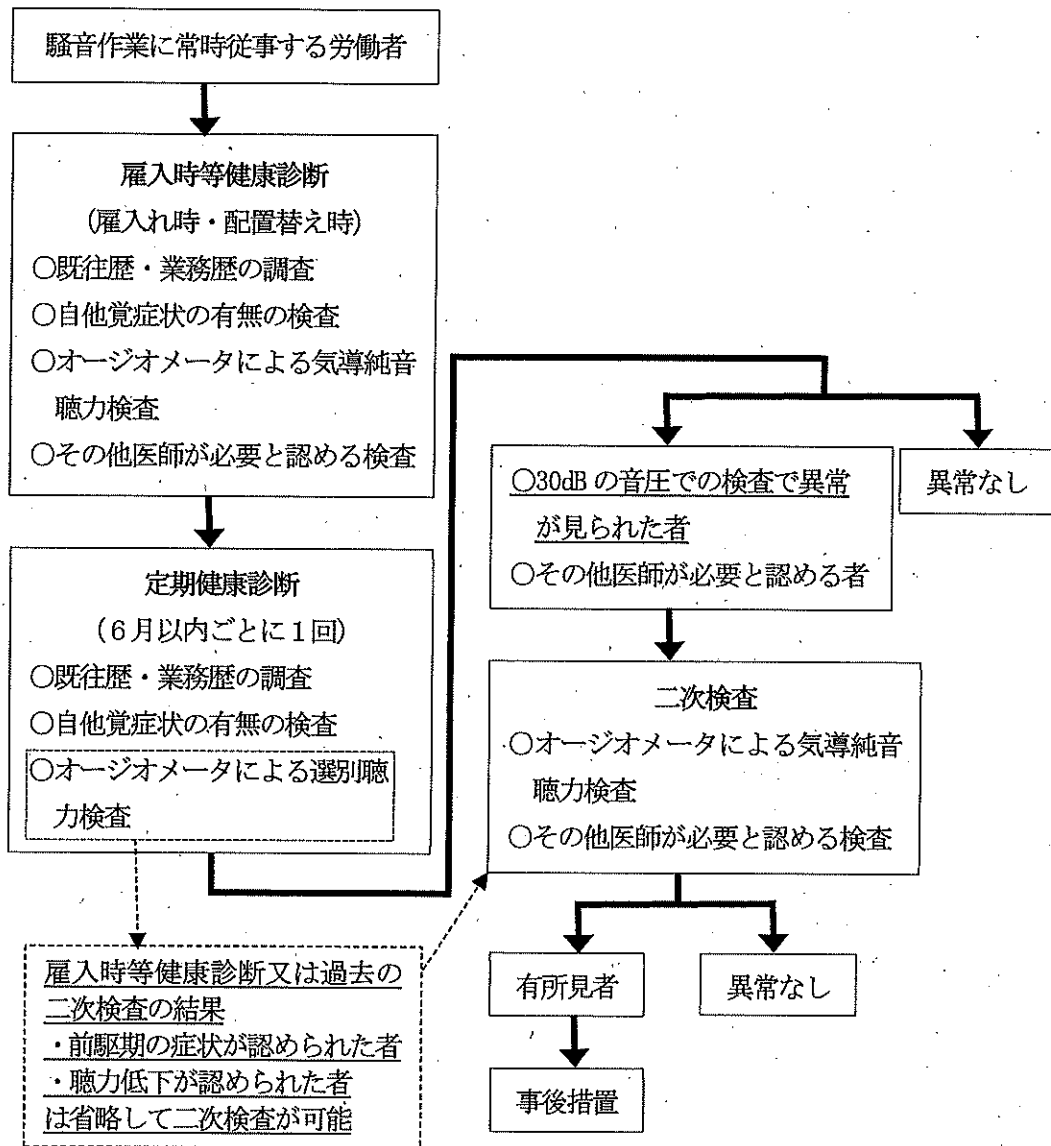 騒音作業に常時従事する労働者
雇入時等健康診断
(雇入れ時・配置替え時)
○既往歴・業務歴の調査
○自他覚症状の有無の検査
○オージオメータによる気導純音
聴力検査
○その他医師が必要と認める検査
定期健康診断
(6月以内ごとに1回)
○既往歴・業務歴の調査
○自他覚症状の有無の検査
○オージオメータによる選別聴
力検査
雇入時等健康診断又は過去の
二次検査の結果
・前駆期の症状が認められた者
・聴力低下が認められた者
は省略して二次検査が可能
○30dBの音圧での検査で異常
が見られた者
○その他医師が必要と認める者
異常なし
二次検査
○オージオメータによる気導純音
聴力検査
○その他医師が必要と認める検査
有所見者
異常なし
事後措置